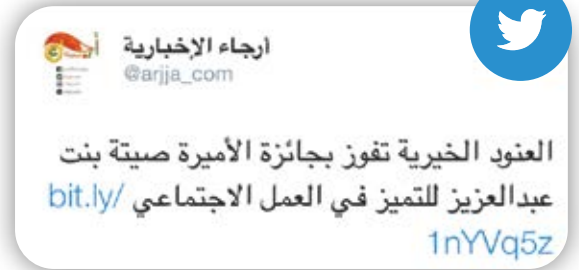 أرجاء الإخبارية
@arjja_com
العنود الخيرية تفوز بجائزة الأميرة صيتة بنت
عبدالعزيز للتميز في العمل الاجتماعي bit.ly/
1nYVq5z